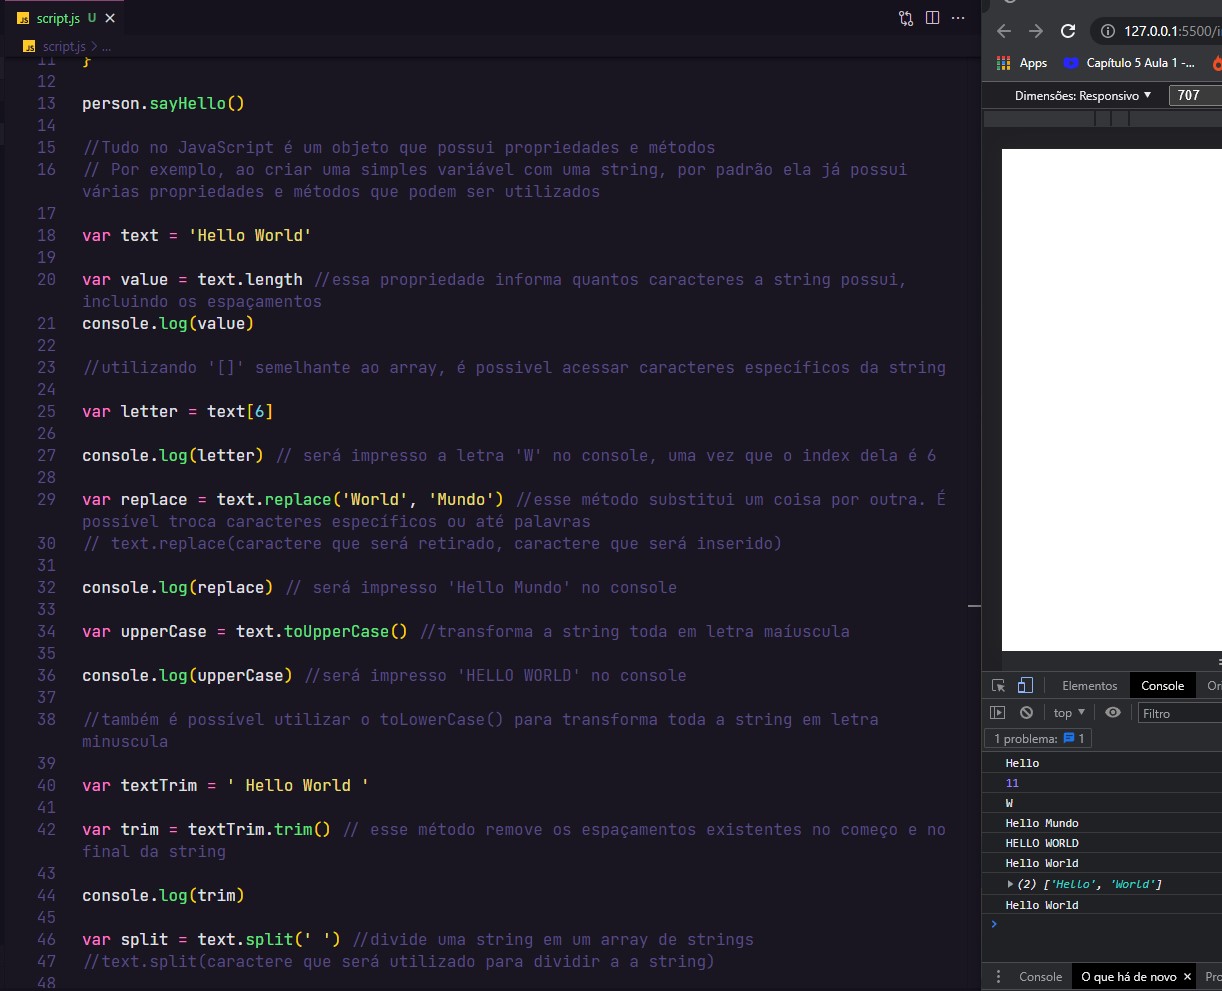 script.js U
127.0.0.1:5500/i
script.js > ...
Apps
Capítulo 5 Aula 1 -...
Dimensões: Responsivo
707
11 }
12
13 person.sayHello()
14
15 //Tudo no JavaScript é um objeto que possui propriedades e métodos
16 // Por exemplo, ao criar uma simples variável com uma string, por padrão ela já possui
várias propriedades e métodos que podem ser utilizados
17
18 var text = 'Hello World'
19
20 var value = text.length //essa propriedade informa quantos caracteres a string possui,
incluindo os espaçamentos
21 console.log(value)
22
23 //utilizando '[]' semelhante ao array, é possivel acessar caracteres específicos da string
24
25 var letter = text[6]
26
27 console.log(letter) // será impresso a letra 'W' no console, uma vez que o index dela é 6
28
29 var replace = text.replace('World', 'Mundo') //esse método substitui um coisa por outra. É
possível troca caracteres específicos ou até palavras
30 // text.replace(caractere que será retirado, caractere que será inserido)
31
32 console.log(replace) // será impresso 'Hello Mundo' no console
33
34 var upperCase = text.toUpperCase() //transforma a string toda em letra maíuscula
35
36 console.log(upperCase) //será impresso 'HELLO WORLD' no console
37
38 //também é possível utilizar o toLowerCase() para transforma toda a string em letra
minuscula
39
40 var textTrim = ' Hello World '
41
42 var trim = textTrim.trim() // esse método remove os espaçamentos existentes no começo e no
final da string
43
44 console.log(trim)
45
46 var split = text.split(' ') //divide uma string em um array de strings
47 //text.split(caractere que será utilizado para dividir a a string)
48
Elementos
Console
top
Filtro
1 problema: 1
Hello
11
W
Hello Mundo
HELLO WORLD
Hello World
(2) ['Hello', 'World']
Hello World
>
Console
O que há de novo